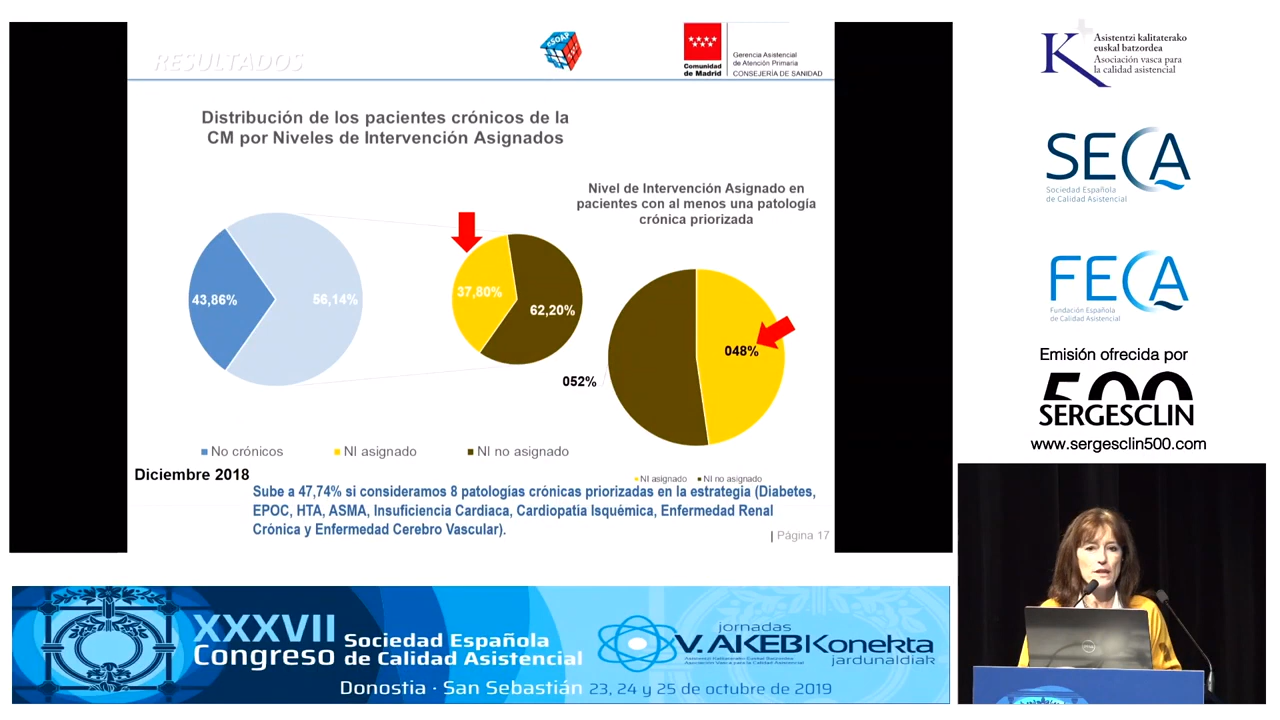 RESULTADOS
eSOAP
Comunidad
de Madrid
Gerencia Asistencial
de Atención Primaria
CONSEJERÍA DE SANIDAD
Distribución de los pacientes crónicos de la
CM por Niveles de Intervención Asignados
43,86%
56,14%
37,80%
62,20%
No crónicos
NI asignado
NI no asignado
Nivel de Intervención Asignado en
pacientes con al menos una patología
crónica priorizada
048%
052%
NI asignado
NI no asignado
Diciembre 2018
Sube a 47,74% si consideramos 8 patologías crónicas priorizadas en la estrategia (Diabetes,
EPOC, HTA, ASMA, Insuficiencia Cardiaca, Cardiopatia Isquémica, Enfermedad Renal
Crónica y Enfermedad Cerebro Vascular).
| Página 17
K
Asistentzi kalitaterako
euskal batzordea
Asociación vasca para
la calidad asistencial
SECA
Sociedad Española
de Calidad Asistencial
FECA
Fundación Española
de Calidad Asistencial
Emisión ofrecida por
500
SERGESCLIN
www.sergesclin500.com
XXXVII
Congreso
Sociedad Española
de Calidad Asistencial
Donostia · San Sebastián 23, 24 y 25 de octubre de 2019
jornadas
V.AKEBIKonekta
jardunaldiak